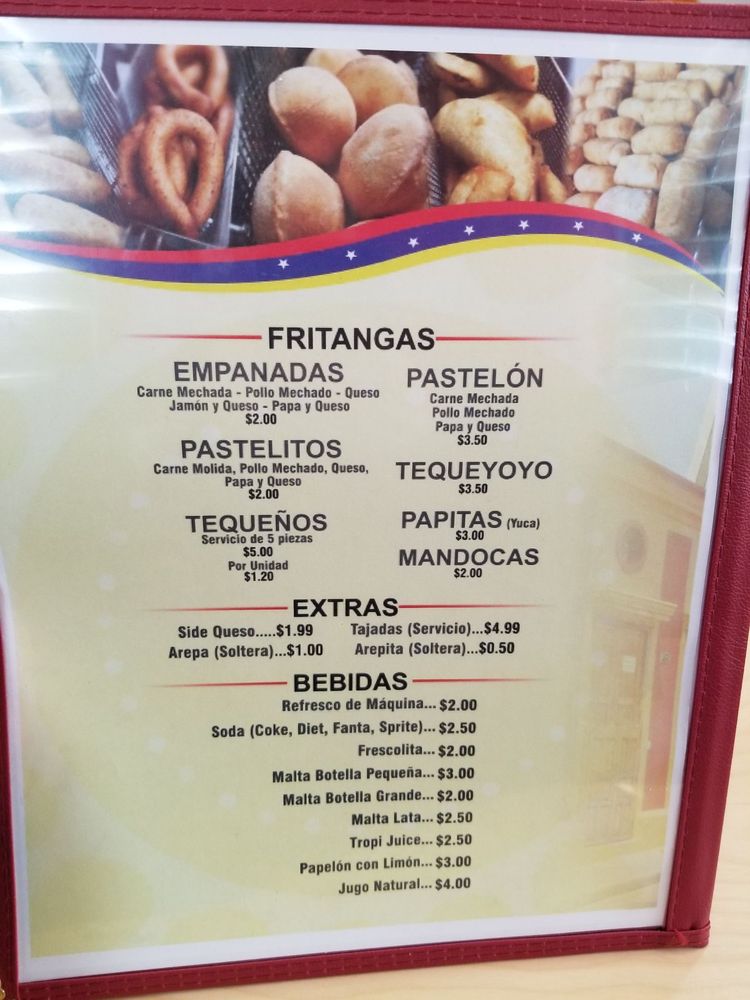 FRITANGAS
EMPANADAS
Carne Mechada - Pollo Mechado - Queso
Jamón y Queso - Papa y Queso
$2.00
PASTELITOS
Carne Molida, Pollo Mechado, Queso,
Papa y Queso
$2.00
TEQUEÑOS
Servicio de 5 piezas
$5.00
Por Unidad
$1.20
PASTELÓN
Carne Mechada
Pollo Mechado
Papa y Queso
$3.50
TEQUEYOYO
$3.50
PAPITAS (Yuca)
$3.00
MANDOCAS
$2.00
EXTRAS
Side Queso.....$1.99
Arepa (Soltera)...$1.00
Tajadas (Servicio)...$4.99
Arepita (Soltera)...$0.50
BEBIDAS
Refresco de Máquina... $2.00
Soda (Coke, Diet, Fanta, Sprite)... $2.50
Frescolita... $2.00
Malta Botella Pequeña... $3.00
Malta Botella Grande... $2.00
Malta Lata... $2.50
Tropi Juice... $2.50
Papelón con Limón... $3.00
Jugo Natural... $4.00